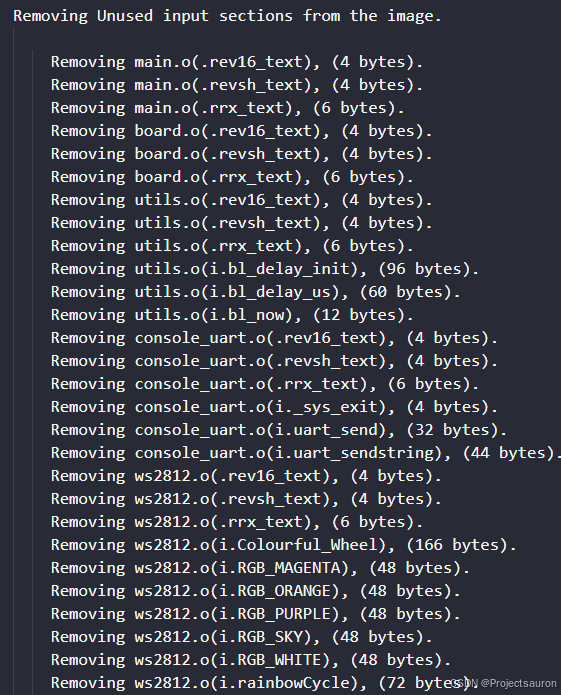 Removing Unused input sections from the image.
Removing main.o(.rev16_text), (4 bytes).
Removing main.o(.revsh_text), (4 bytes).
Removing main.o(.rrx_text), (6 bytes).
Removing board.o(.rev16_text), (4 bytes).
Removing board.o(.revsh_text), (4 bytes).
Removing board.o(.rrx_text), (6 bytes).
Removing utils.o(.rev16_text), (4 bytes).
Removing utils.o(.revsh_text), (4 bytes).
Removing utils.o(.rrx_text), (6 bytes).
Removing utils.o(i.bl_delay_init), (96 bytes).
Removing utils.o(i.bl_delay_us), (60 bytes).
Removing utils.o(i.bl_now), (12 bytes).
Removing console_uart.o(.rev16_text), (4 bytes).
Removing console_uart.o(.revsh_text), (4 bytes).
Removing console_uart.o(.rrx_text), (6 bytes).
Removing console_uart.o(i._sys_exit), (4 bytes).
Removing console_uart.o(i.uart_send), (32 bytes).
Removing console_uart.o(i.uart_sendstring), (44 bytes).
Removing ws2812.o(.rev16_text), (4 bytes).
Removing ws2812.o(.revsh_text), (4 bytes).
Removing ws2812.o(.rrx_text), (6 bytes).
Removing ws2812.o(i.Colourful_Wheel), (166 bytes).
Removing ws2812.o(i.RGB_MAGENTA), (48 bytes).
Removing ws2812.o(i.RGB_ORANGE), (48 bytes).
Removing ws2812.o(i.RGB_PURPLE), (48 bytes).
Removing ws2812.o(i.RGB_SKY), (48 bytes).
Removing ws2812.o(i.RGB_WHITE), (48 bytes).
Removing ws2812.o(i.rainbowCycle), (72 bytes).
CSDN @Projectsauron